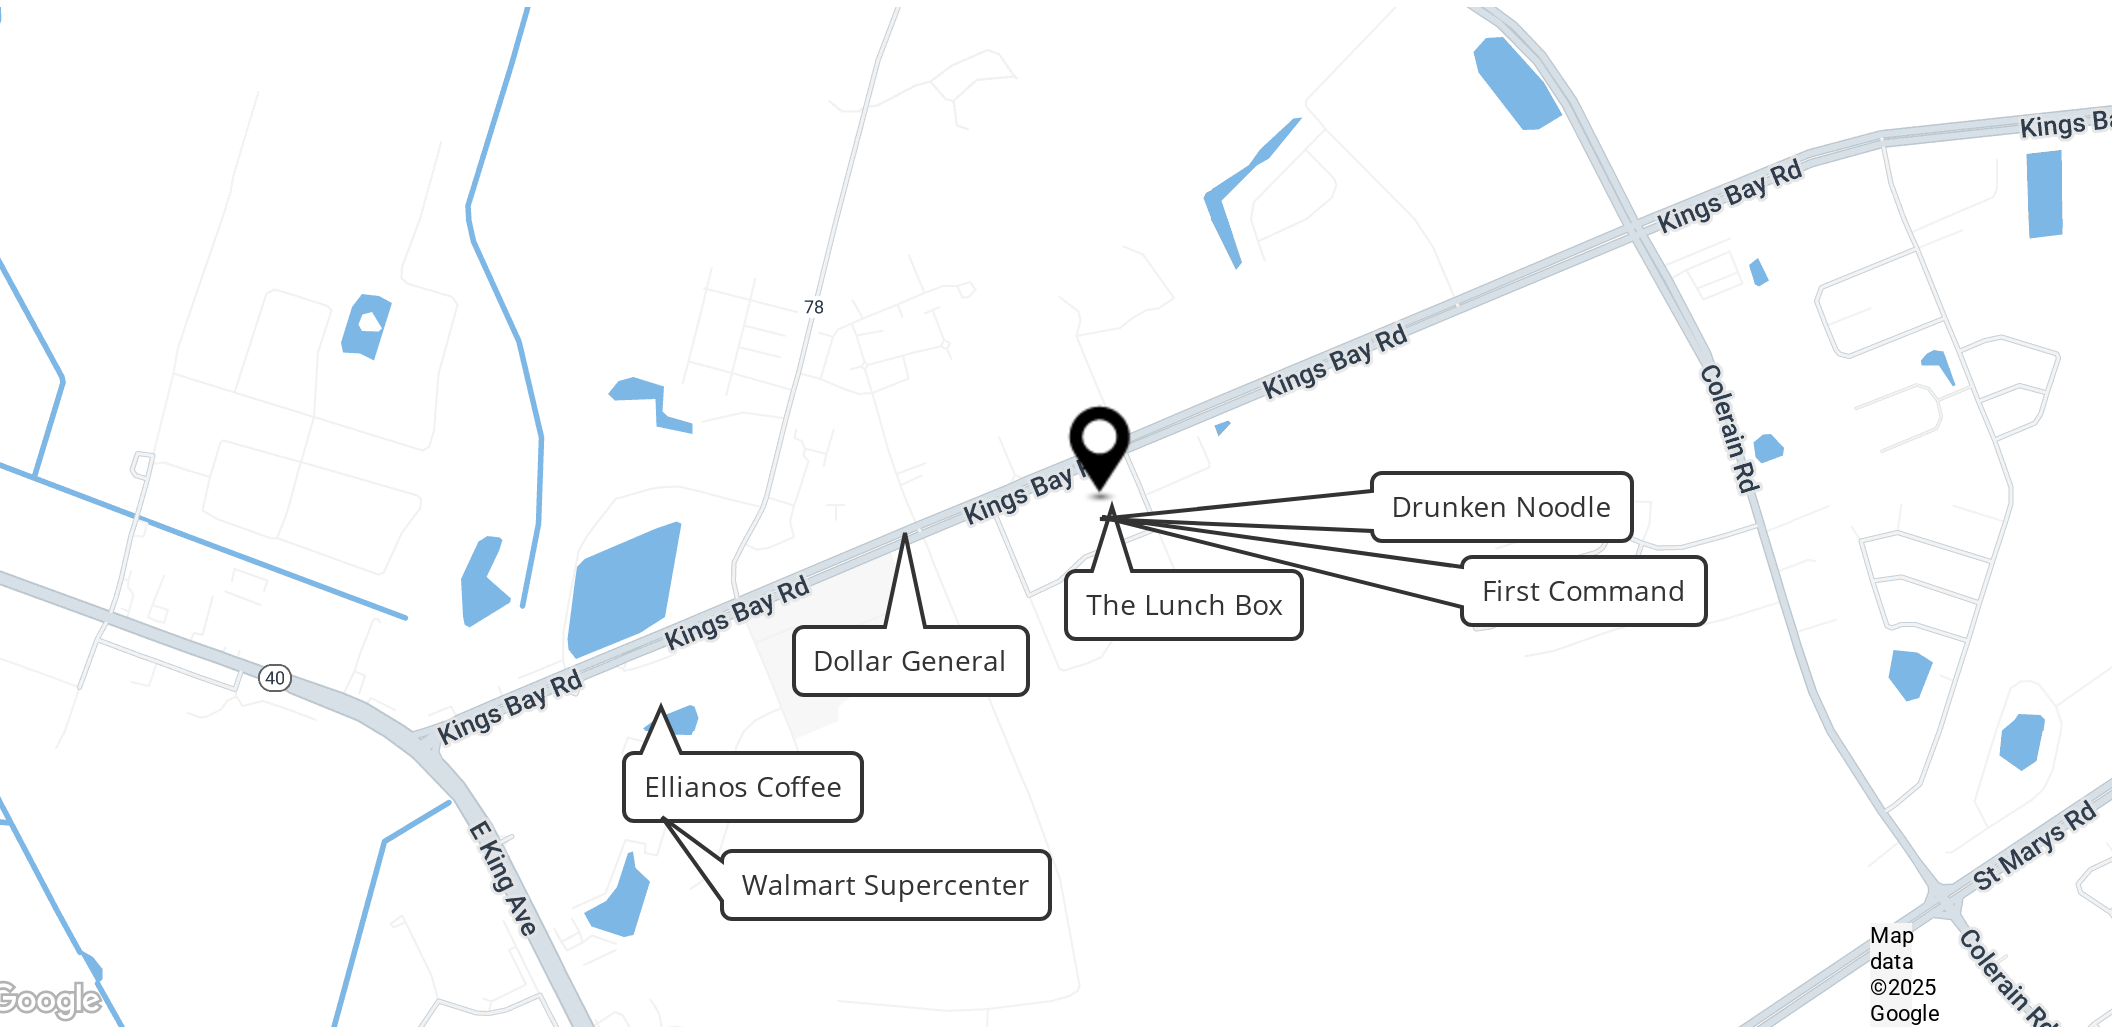 Kings Ba
Kings Bay Rd
78
Kings Bay Rd
Colerain Rd
Kings Bay
Drunken Noodle
First Command
The Lunch Box
Kings Bay Rd
Dollar General
40
Kings Bay Rd
Ellianos Coffee
E King Ave
Walmart Supercenter
St Marys Rd
Colerain Rd
Map
data
©2025
Google
Google